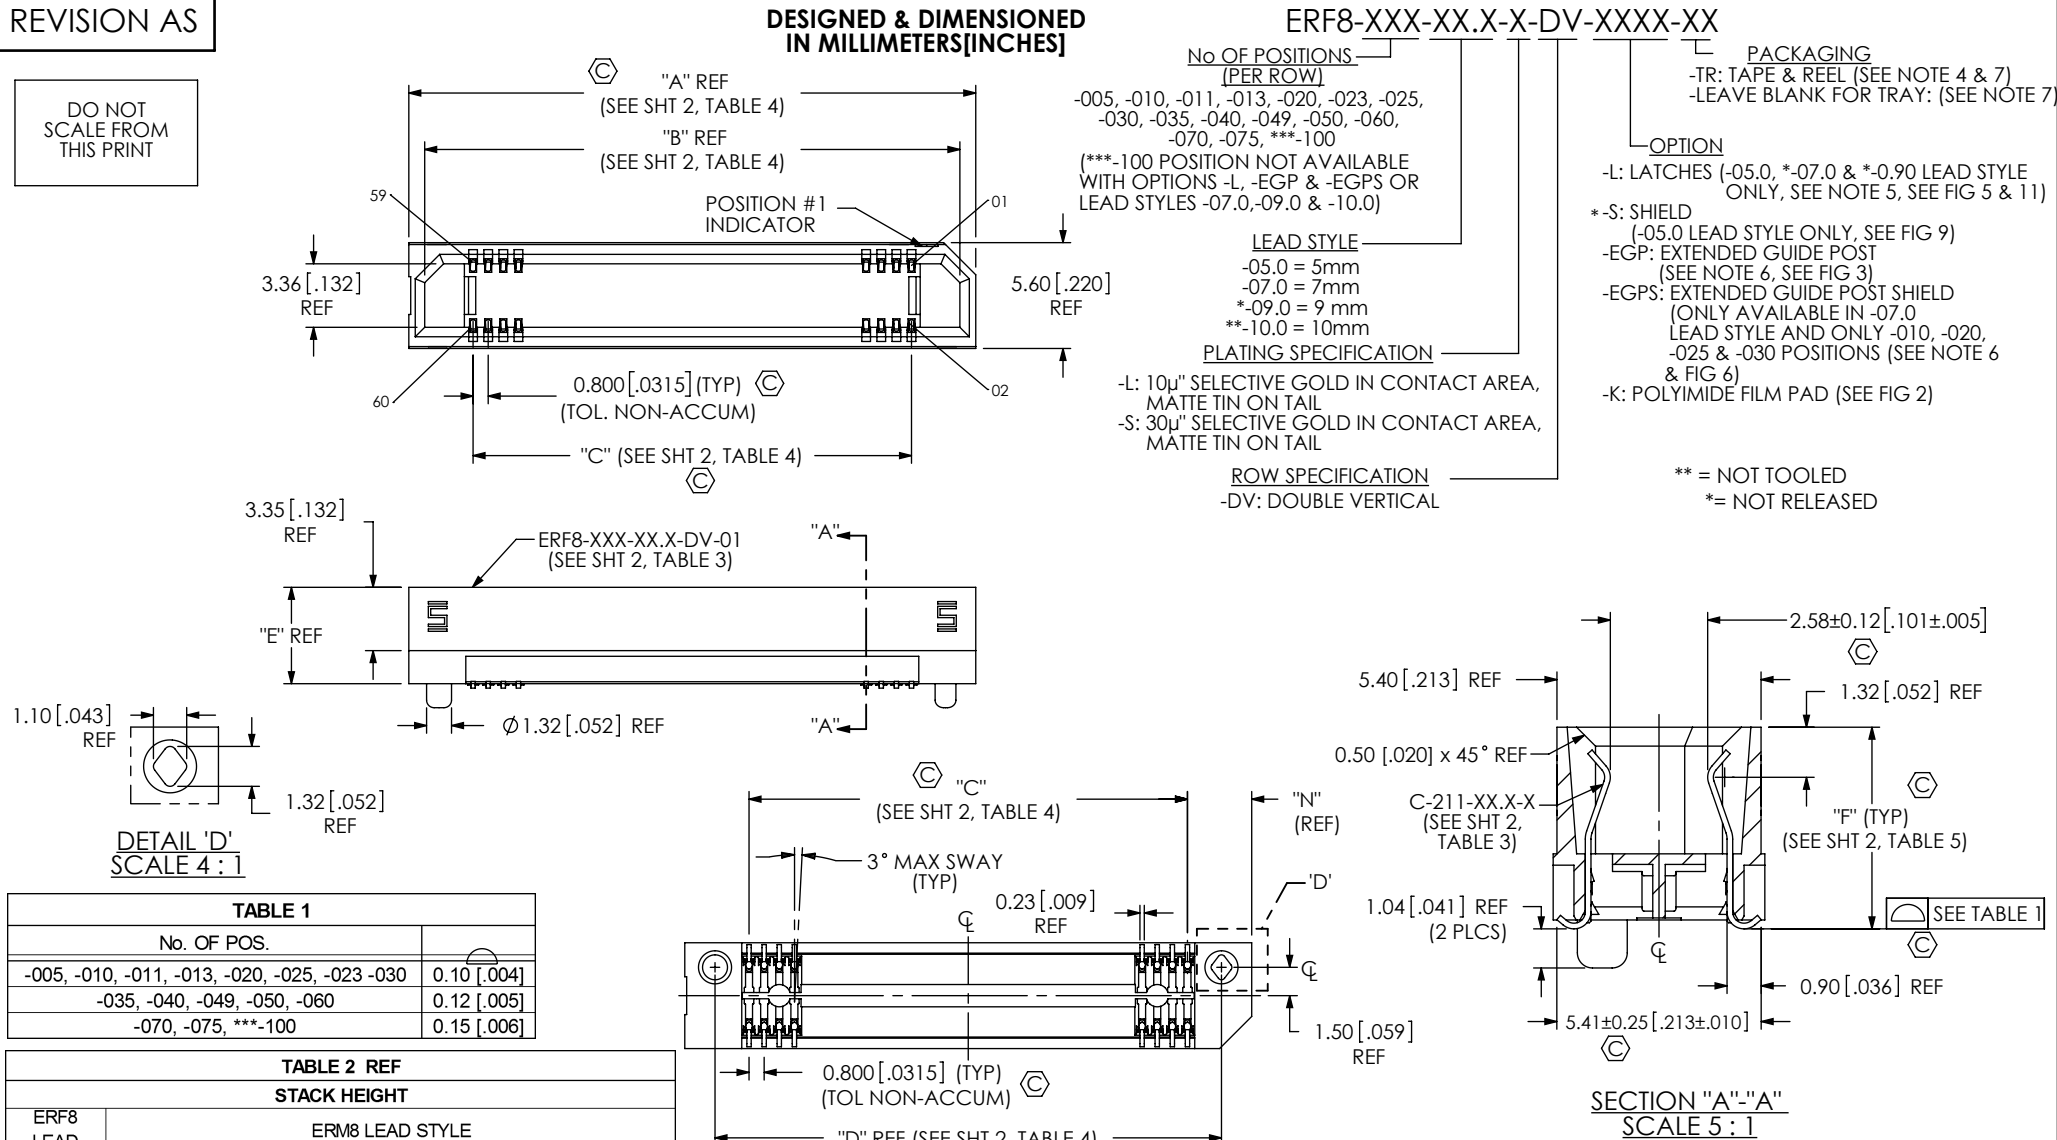 REVISION AS
DESIGNED & DIMENSIONED
IN MILLIMETERS[INCHES]
DO NOT
SCALE FROM
THIS PRINT
C
"A" REF
(SEE SHT 2, TABLE 4)
"B" REF
(SEE SHT 2, TABLE 4)
59
POSITION #1
INDICATOR
01
3.36[.132]
REF
5.60[.220]
REF
60
0.800[.0315](TYP) C
(TOL. NON-ACCUM)
02
"C" (SEE SHT 2, TABLE 4)
C
ERF8-XXX-XX.X-X-DV-XXXX-XX
No OF POSITIONS
(PER ROW)
-005, -010, -011, -013, -020, -023, -025,
-030, -035, -040, -049, -050, -060,
-070, -075, ***-100
(***-100 POSITION NOT AVAILABLE
WITH OPTIONS -L, -EGP & -EGPS OR
LEAD STYLES -07.0,-09.0 & -10.0)
LEAD STYLE
-05.0 = 5mm
-07.0 = 7mm
*-09.0 = 9 mm
**-10.0 = 10mm
PLATING SPECIFICATION
-L: 10µ" SELECTIVE GOLD IN CONTACT AREA,
MATTE TIN ON TAIL
-S: 30µ" SELECTIVE GOLD IN CONTACT AREA,
MATTE TIN ON TAIL
ROW SPECIFICATION
-DV: DOUBLE VERTICAL
PACKAGING
-TR: TAPE & REEL (SEE NOTE 4 & 7)
-LEAVE BLANK FOR TRAY: (SEE NOTE 7)
OPTION
-L: LATCHES (-05.0, *-07.0 & *-0.90 LEAD STYLE
ONLY, SEE NOTE 5, SEE FIG 5 & 11)
*-S: SHIELD
(-05.0 LEAD STYLE ONLY, SEE FIG 9)
-EGP: EXTENDED GUIDE POST
(SEE NOTE 6, SEE FIG 3)
-EGPS: EXTENDED GUIDE POST SHIELD
(ONLY AVAILABLE IN -07.0
LEAD STYLE AND ONLY -010, -020,
-025 & -030 POSITIONS (SEE NOTE 6
& FIG 6)
-K: POLYIMIDE FILM PAD (SEE FIG 2)
** = NOT TOOLED
*= NOT RELEASED
3.35[.132]
REF
ERF8-XXX-XX.X-DV-01
(SEE SHT 2, TABLE 3)
"A"
"E" REF
Ø1.32[.052] REF
"A"
1.10[.043]
REF
1.32[.052]
REF
DETAIL 'D'
SCALE 4 : 1
C
"C"
(SEE SHT 2, TABLE 4)
"N"
(REF)
3° MAX SWAY
(TYP)
0.23[.009]
REF
'D'
1.50[.059]
REF
0.800[.0315] (TYP)
(TOL NON-ACCUM) C
"D" REF (SEE SHT 2, TABLE 4)
2.58±0.12[.101±.005]
C
5.40[.213] REF
1.32[.052] REF
0.50 [.020] x 45° REF
C-211-XX.X-X
(SEE SHT 2,
TABLE 3)
C
"F" (TYP)
(SEE SHT 2, TABLE 5)
1.04[.041] REF
(2 PLCS)
SEE TABLE 1
C
0.90[.036] REF
5.41±0.25[.213±.010]
C
SECTION "A"-"A"
SCALE 5 : 1
TABLE 1
No. OF POS.
-005, -010, -011, -013, -020, -025, -023 -030 0.10 [.004]
-035, -040, -049, -050, -060 0.12 [.005]
-070, -075, ***-100 0.15 [.006]
TABLE 2 REF
STACK HEIGHT
ERF8
LEAD
ERM8 LEAD STYLE